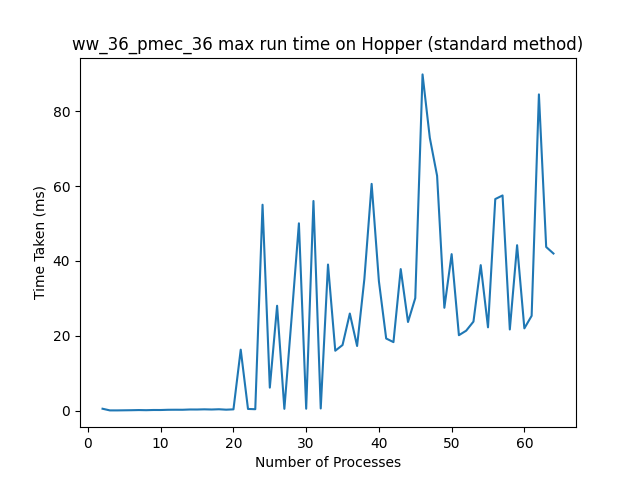 ww_36_pmec_36 max run time on Hopper (standard method)
Time Taken (ms)
80
60
40
20
0
0 10 20 30 40 50 60
Number of Processes